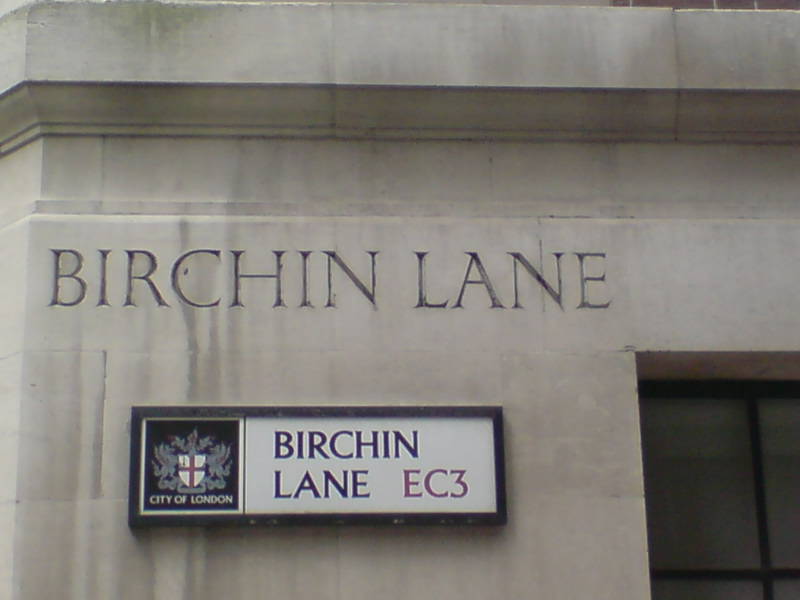 BIRCHIN LANE
BIRCHIN
LANE EC3
CITY OF LONDON